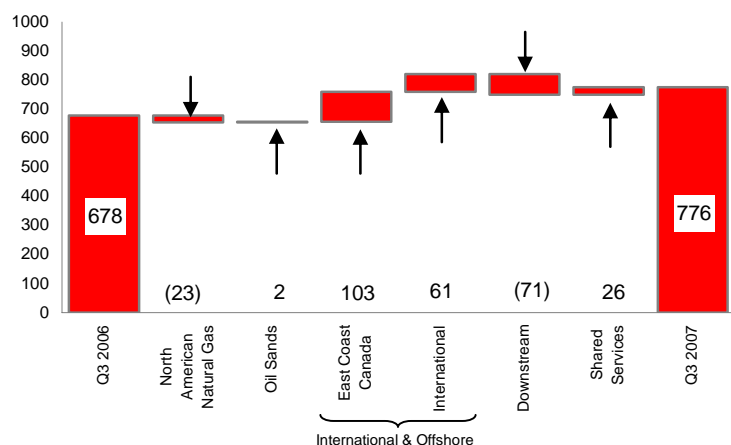 1000
900
800
700
600
500
400
300
200
100
0
678
(23)
2
103
61
(71)
26
776
Q3 2006
North
American
Natural Gas
Oil Sands
East Coast
Canada
International
Downstream
Shared
Services
Q3 2007
International & Offshore